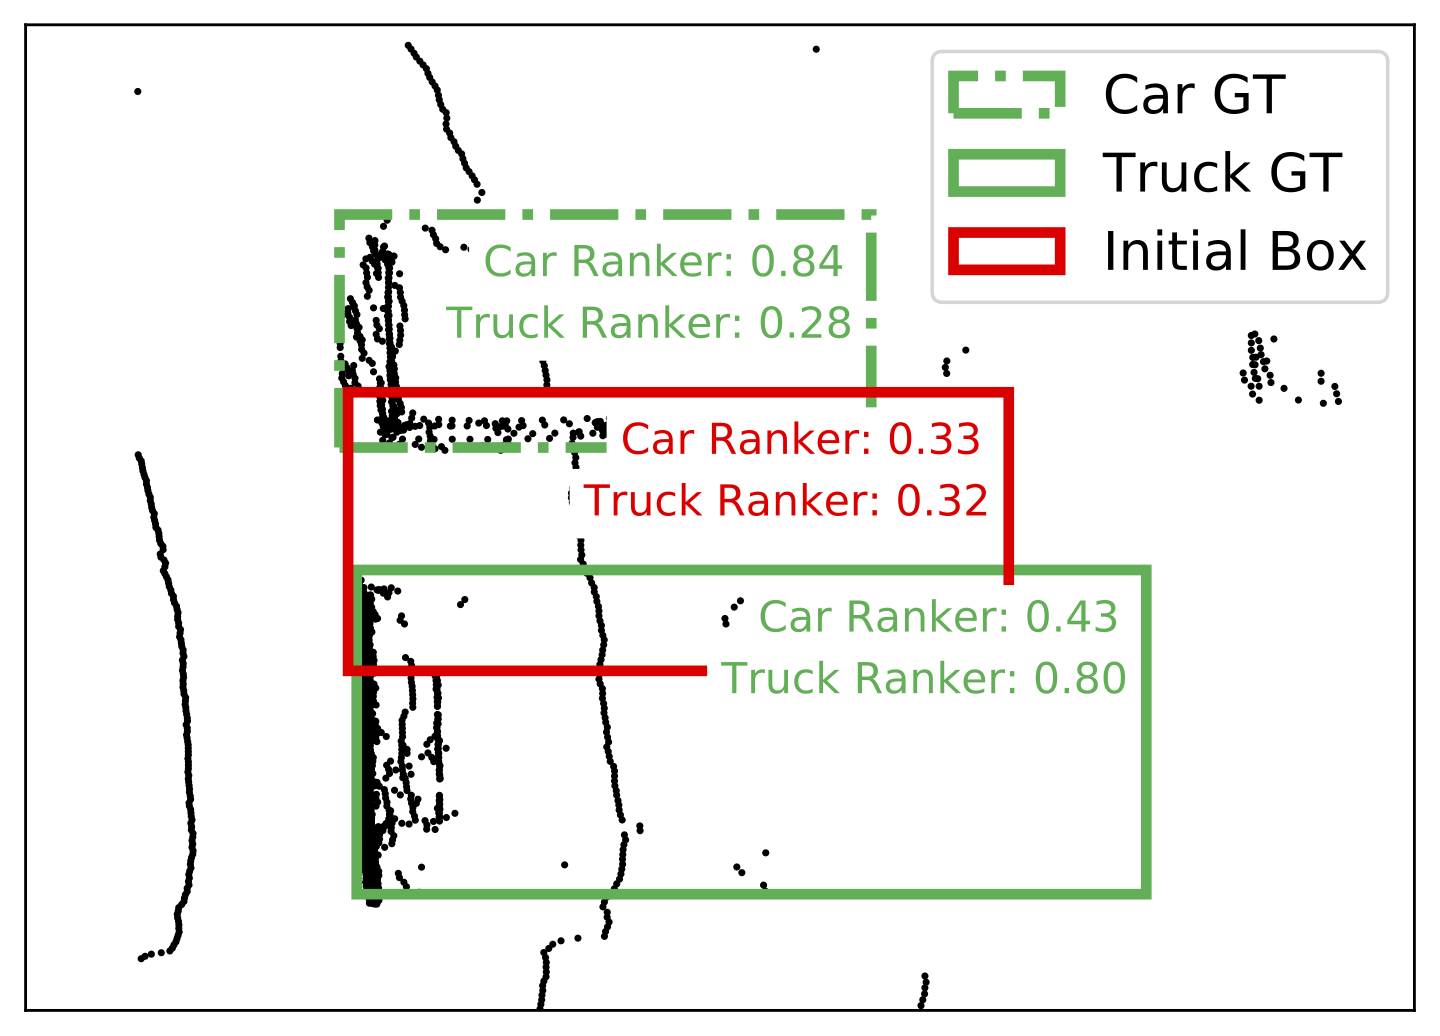 Car GT
Truck GT
Initial Box
Car Ranker: 0.84
Truck Ranker: 0.28
Car Ranker: 0.33
Truck Ranker: 0.32
Car Ranker: 0.43
Truck Ranker: 0.80